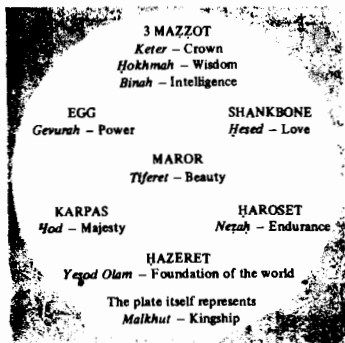 3 MAẒẒOT
Keter – Crown
Ḥokhmah – Wisdom
Binah – Intelligence
EGG
Gevurah – Power
SHANKBONE
Ḥesed – Love
MAROR
Tiferet – Beauty
KARPAS
Hod – Majesty
ḤAROSET
Neẓaḥ – Endurance
ḤAZERET
Yesod Olam – Foundation of the world
The plate itself represents
Malkhut – Kingship